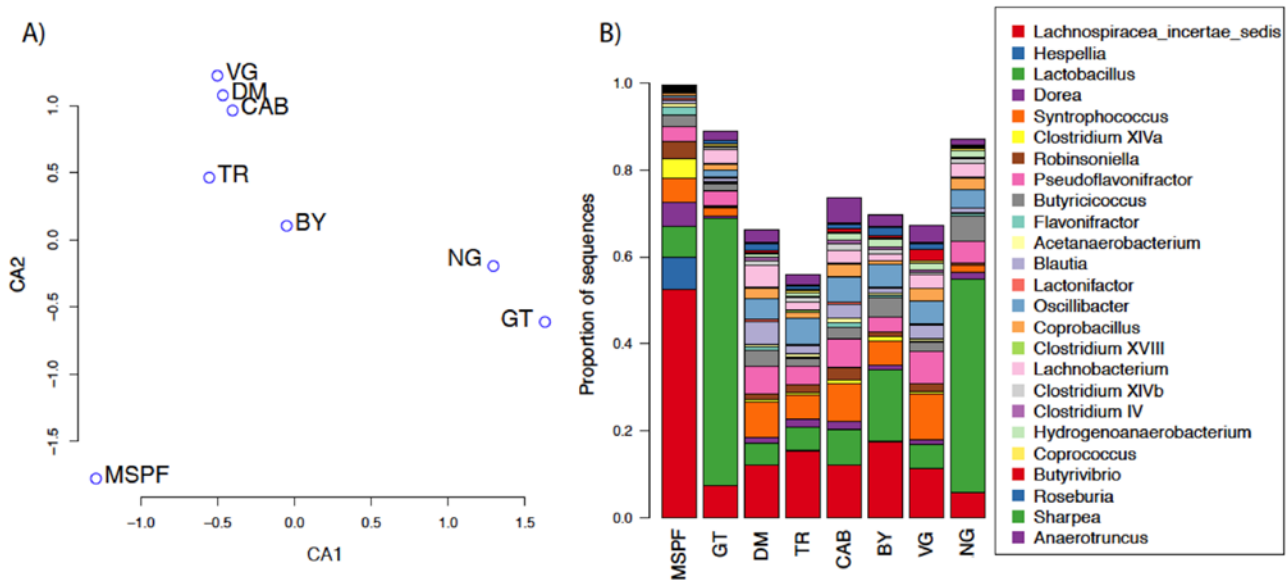 A)
VG
DM
CAB
TR
BY
NG
GT
MSPF
CA2
1.0
0.5
0.0
−0.5
−1.0
−1.5
−1.0
−0.5
0.0
0.5
1.0
1.5
CA1
B)
Proportion of sequences
1.0
0.8
0.6
0.4
0.2
0.0
MSPF
GT
DM
TR
CAB
BY
VG
NG
Lachnospiracea_incertae_sedis
Hespellia
Lactobacillus
Dorea
Syntrophococcus
Clostridium XIVa
Robinsoniella
Pseudoflavonifractor
Butyricicoccus
Flavonifractor
Acetanaerobacterium
Blautia
Lactonifactor
Oscillibacter
Coprobacillus
Clostridium XVIII
Lachnobacterium
Clostridium XIVb
Clostridium IV
Hydrogenoanaerobacterium
Coprococcus
Butyrivibrio
Roseburia
Sharpea
Anaerotruncus